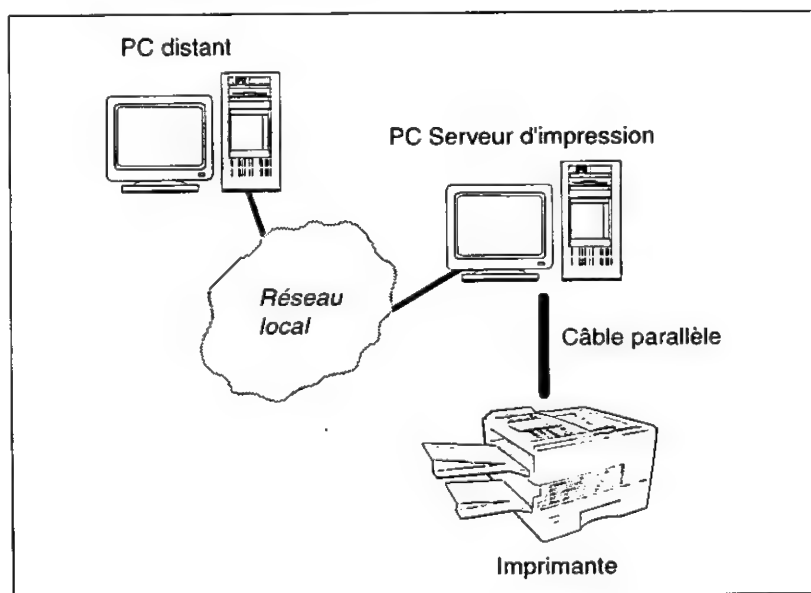 PC distant
PC Serveur d'impression
Réseau
local
Câble parallèle
Imprimante